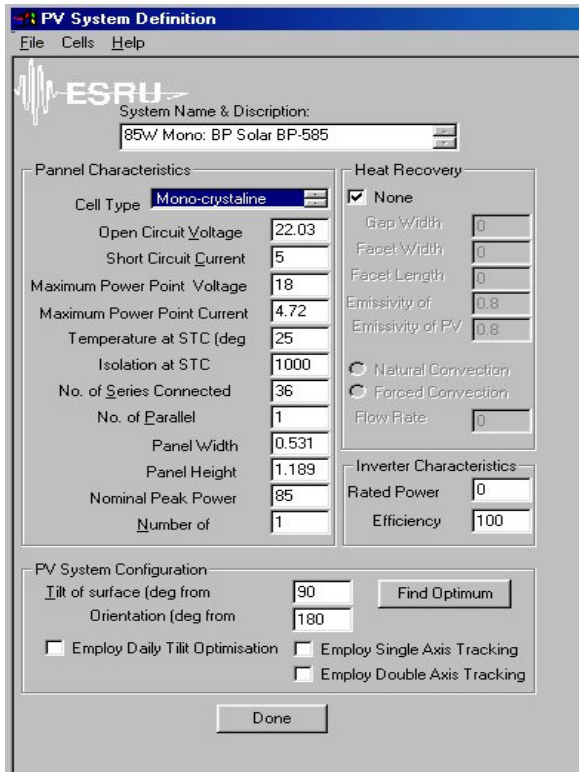 PV System Definition
File Cells Help
ESRU
System Name & Discription:
85W Mono: BP Solar BP-585
Pannel Characteristics
Cell Type Mono-crystaline
Open Circuit Voltage 22.03
Short Circuit Current 5
Maximum Power Point Voltage 18
Maximum Power Point Current 4.72
Temperature at STC (deg 25
Isolation at STC 1000
No. of Series Connected 36
No. of Parallel 1
Panel Width 0.531
Panel Height 1.189
Nominal Peak Power 85
Number of 1
Heat Recovery
None
Gap Width 0
Facet Width 0
Facet Length 0
Emissivity of 0.8
Emissivity of PV 0.8
Natural Convection
Forced Convection
Flow Rate 0
Inverter Characteristics
Rated Power 0
Efficiency 100
PV System Configuration
Tilt of surface (deg from 90 Find Optimum
Orientation (deg from 180
Employ Daily Tilit Optimisation Employ Single Axis Tracking
Employ Double Axis Tracking
Done